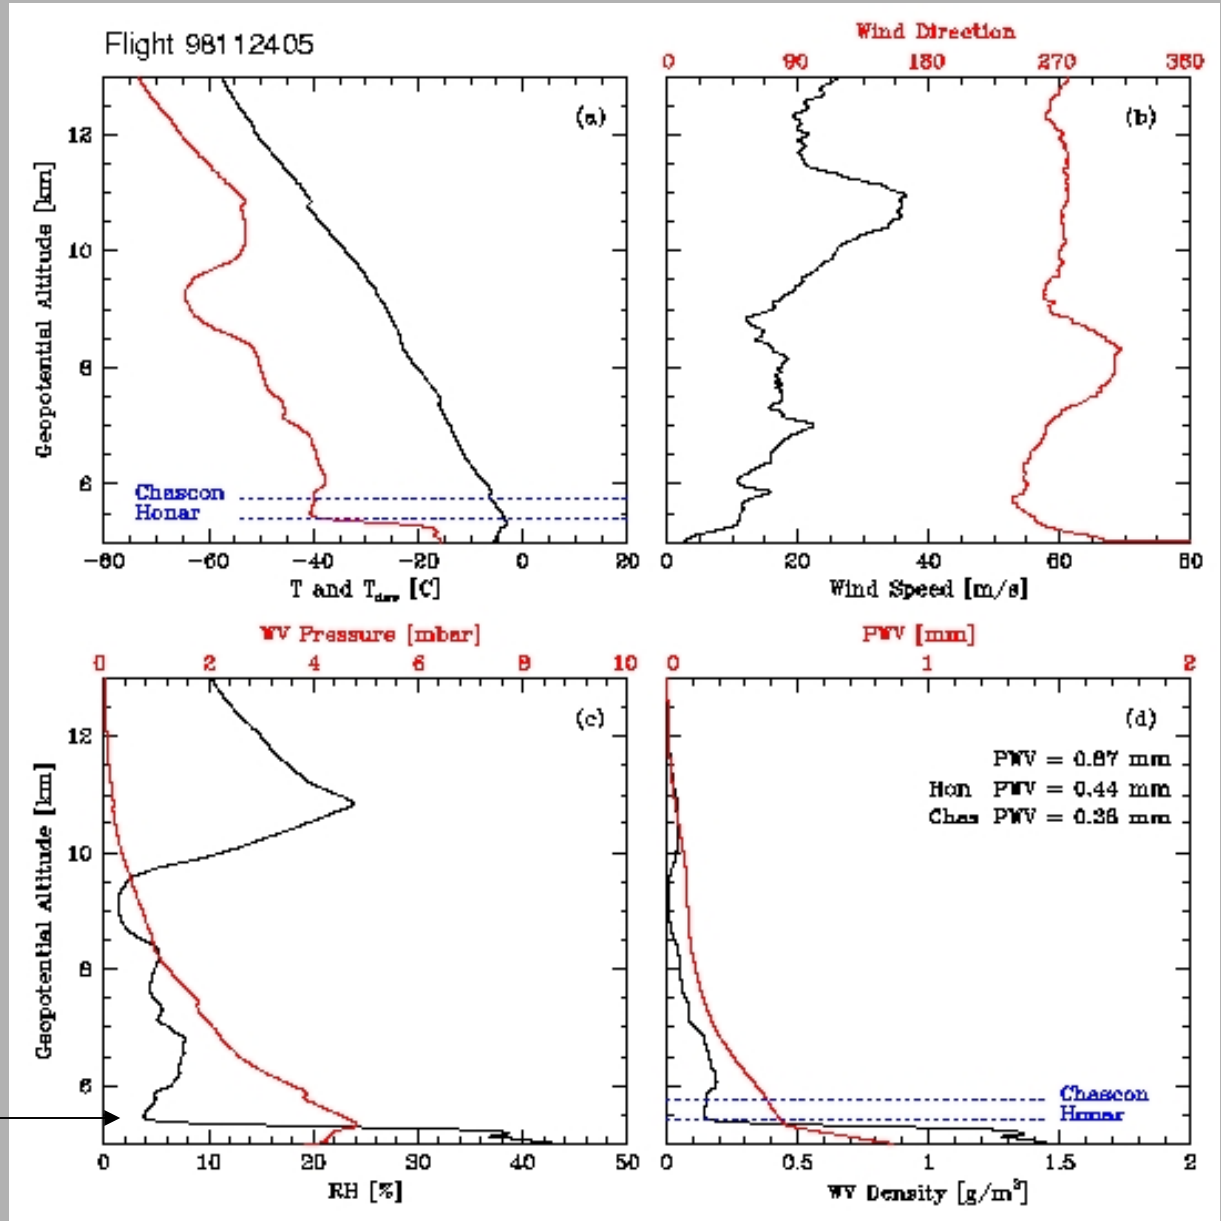 Flight 98112405
Wind Direction
0 90 180 270 360
(a)
(b)
12
10
8
6
Geopotential Altitude [km]
Chascon
Honar
-80 -60 -40 -20 0 20
T and Tdew [C]
0 20 40 60 80
Wind Speed [m/s]
WV Pressure [mbar]
0 2 4 6 8 10
PWV [mm]
0 1 2
(c)
(d)
12
10
8
6
Geopotential Altitude [km]
PWV = 0.87 mm
Hon PWV = 0.44 mm
Chas PWV = 0.38 mm
Chascon
Honar
0 10 20 30 40 50
RH [%]
0 0.5 1 1.5 2
WV Density [g/m³]